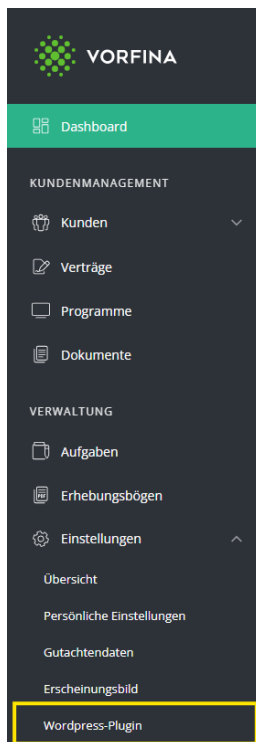 VORFINA
Dashboard
KUNDENMANAGEMENT
Kunden
Verträge
Programme
Dokumente
VERWALTUNG
Aufgaben
Erhebungsbögen
Einstellungen
Übersicht
Persönliche Einstellungen
Gutachtendaten
Erscheinungsbild
Wordpress-Plugin